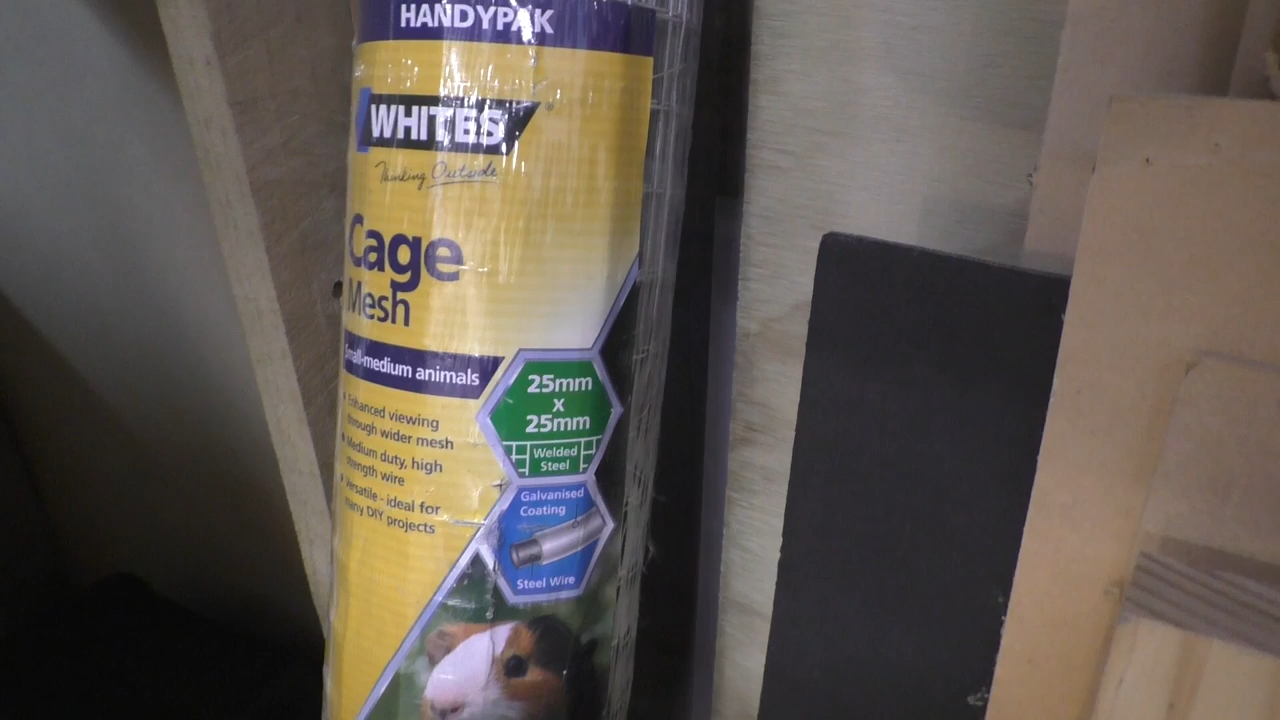 HANDYPAK
WHITES
Thinking Outside
Cage
Mesh
Small-medium animals
Enhanced viewing
through wider mesh
Medium duty, high
strength wire
Versatile - ideal for
many DIY projects
25mm
x
25mm
Welded
Steel
Galvanised
Coating
Steel Wire